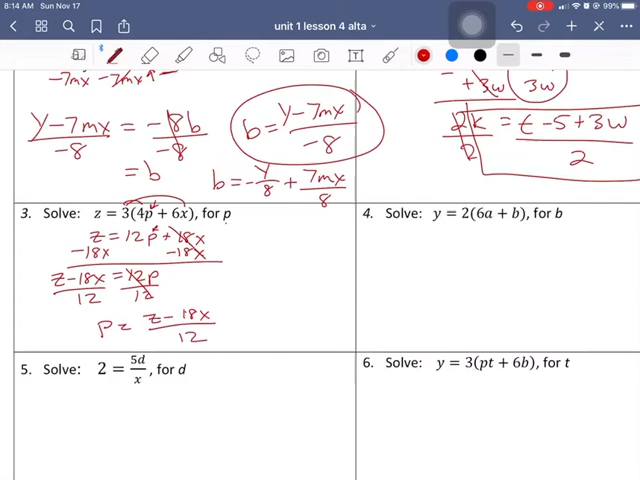 8:14 AM Sun Nov 17
99%
unit 1 lesson 4 alta
-7mx -7mx
y-7mx = -8b
-8 -8
= b
b = y-7mx
-8
b = -y/8 + 7mx/8
+3w 3w
2k = t-5+3w
2 2
3. Solve: z = 3(4p + 6x), for p
z = 12p + 18x
-18x -18x
z-18x = 12p
12 12
p = z-18x
12
4. Solve: y = 2(6a + b), for b
5. Solve: 2 = 5d/x, for d
6. Solve: y = 3(pt + 6b), for t